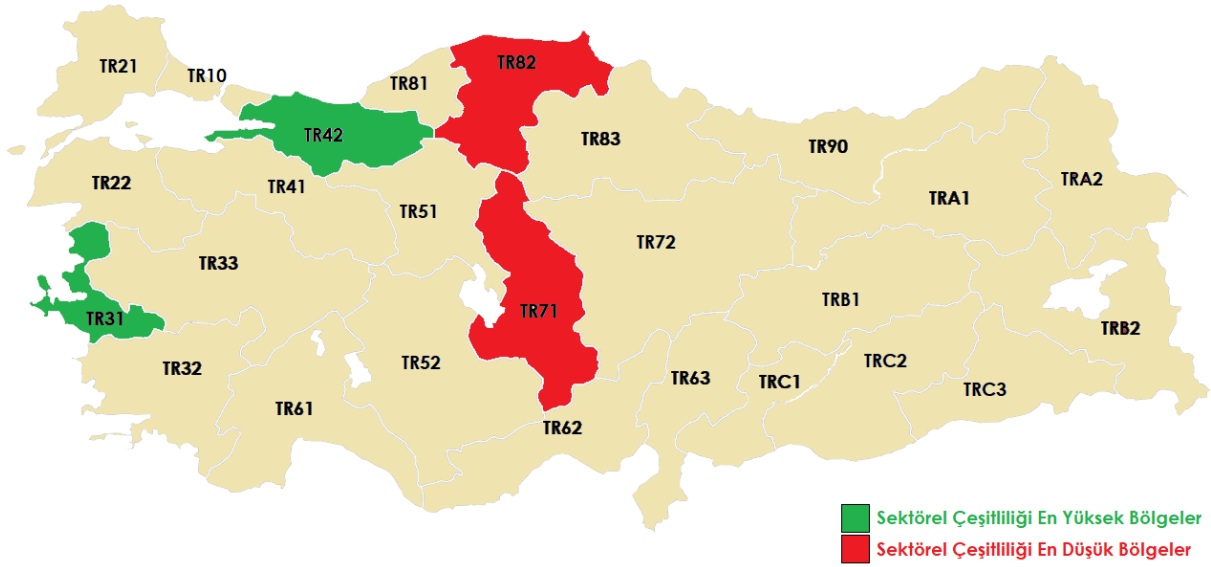 TR82
TR21
TR10
TR81
TR42
TR83
TR90
TRA2
TR22
TR41
TRA1
TR51
TR72
TR33
TRB1
TR71
TR31
TRB2
TR52
TR32
TRC2
TR63
TRC1
TRC3
TR61
TR62
Sektörel Çeşitliliği En Yüksek Bölgeler
Sektörel Çeşitliliği En Düşük Bölgeler